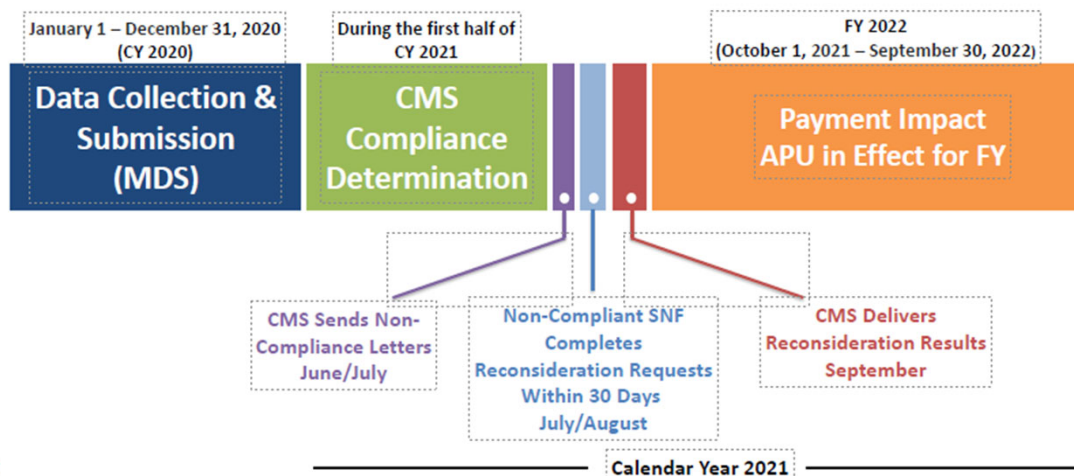 January 1 – December 31, 2020
(CY 2020)
During the first half of
CY 2021
FY 2022
(October 1, 2021 – September 30, 2022)
Data Collection &
Submission
(MDS)
CMS
Compliance
Determination
Payment Impact
APU in Effect for FY
CMS Sends Non-
Compliance Letters
June/July
Non-Compliant SNF
Completes
Reconsideration Requests
Within 30 Days
July/August
CMS Delivers
Reconsideration Results
September
Calendar Year 2021